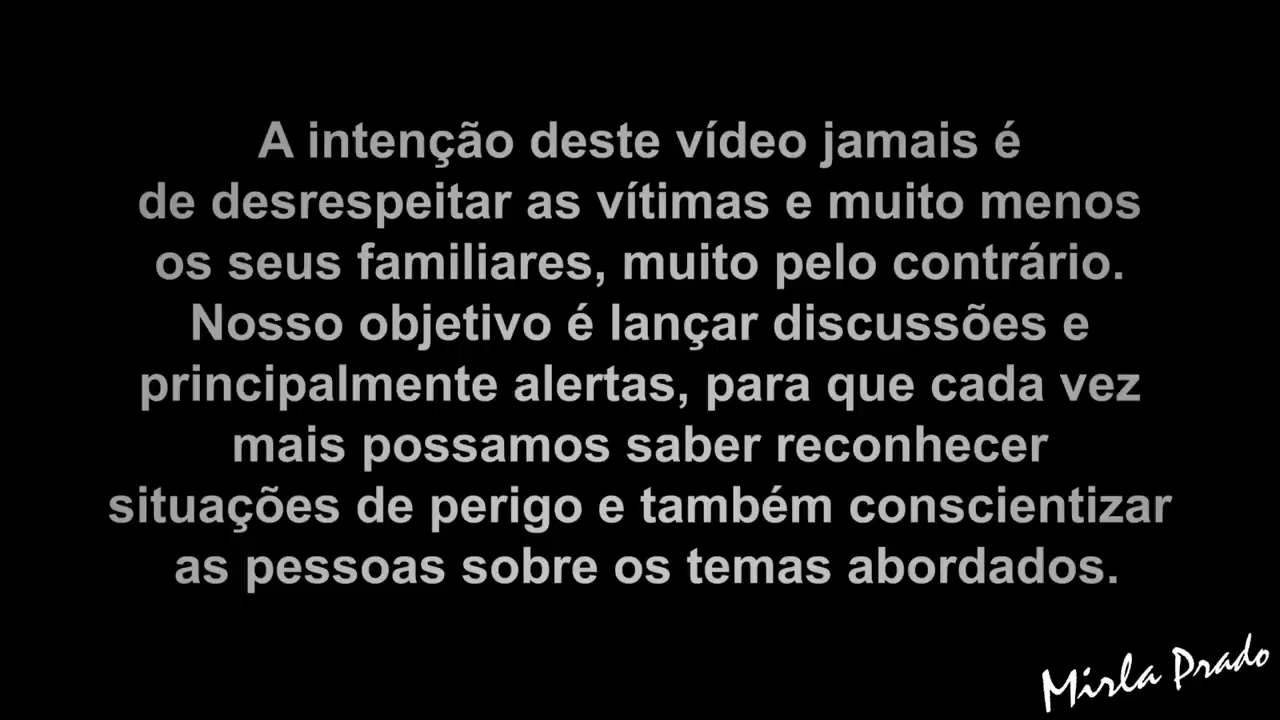 A intenção deste vídeo jamais é
de desrespeitar as vítimas e muito menos
os seus familiares, muito pelo contrário.
Nosso objetivo é lançar discussões e
principalmente alertas, para que cada vez
mais possamos saber reconhecer
situações de perigo e também conscientizar
as pessoas sobre os temas abordados.
Mirla Prado